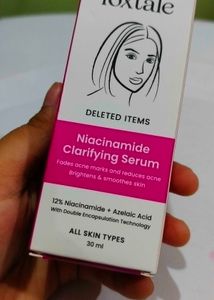 foxtale
DELETED ITEMS
Niacinamide
Clarifying Serum
Fades acne marks and reduces acne
Brightens & smoothes skin
12% Niacinamide + Azelaic Acid
With Double Encapsulation Technology
ALL SKIN TYPES
30 ml